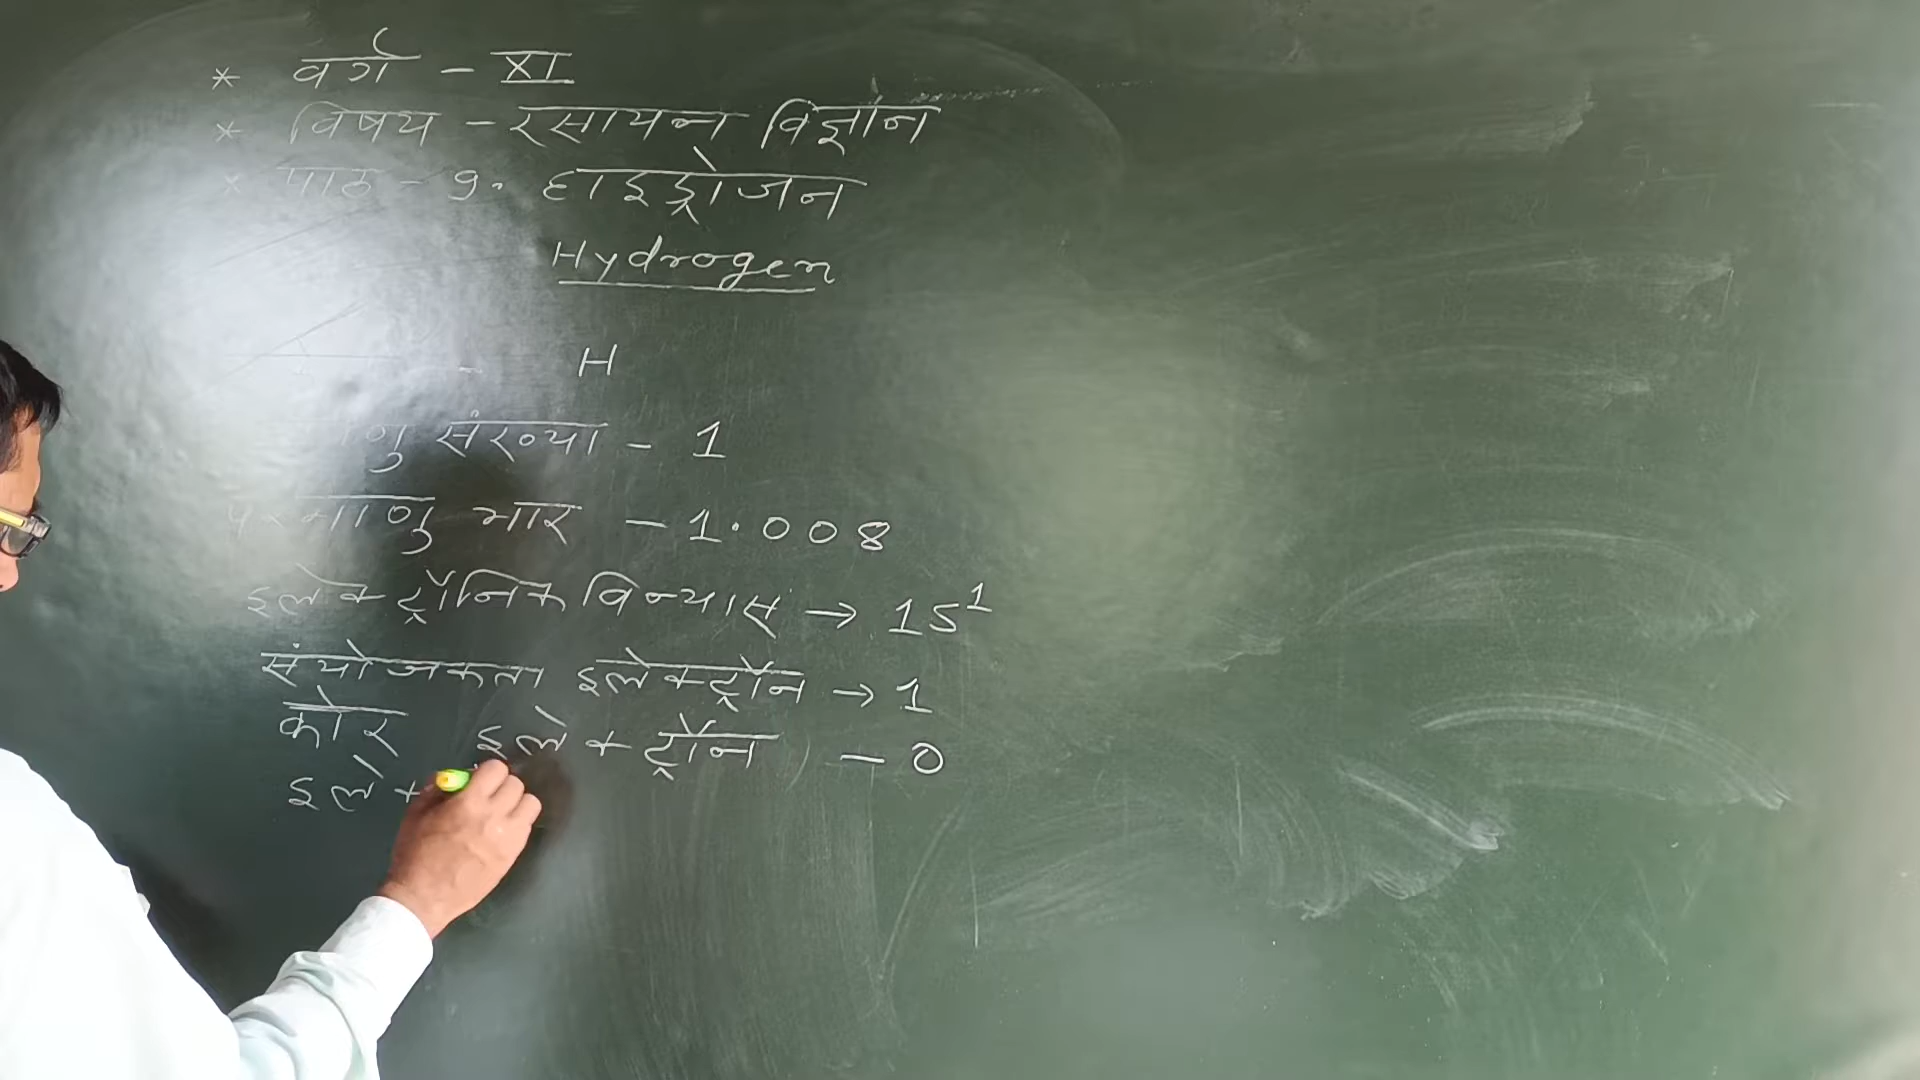 * वर्ग - XI
* विषय - रसायन विज्ञान
* पाठ - 9. हाइड्रोजन
Hydrogen
H
संख्या - 1
परमाणु भार - 1.008
इलेक्ट्रॉनिक विन्यास → 1S¹
संयोजकता इलेक्ट्रॉन → 1
कोर इलेक्ट्रॉन - 0